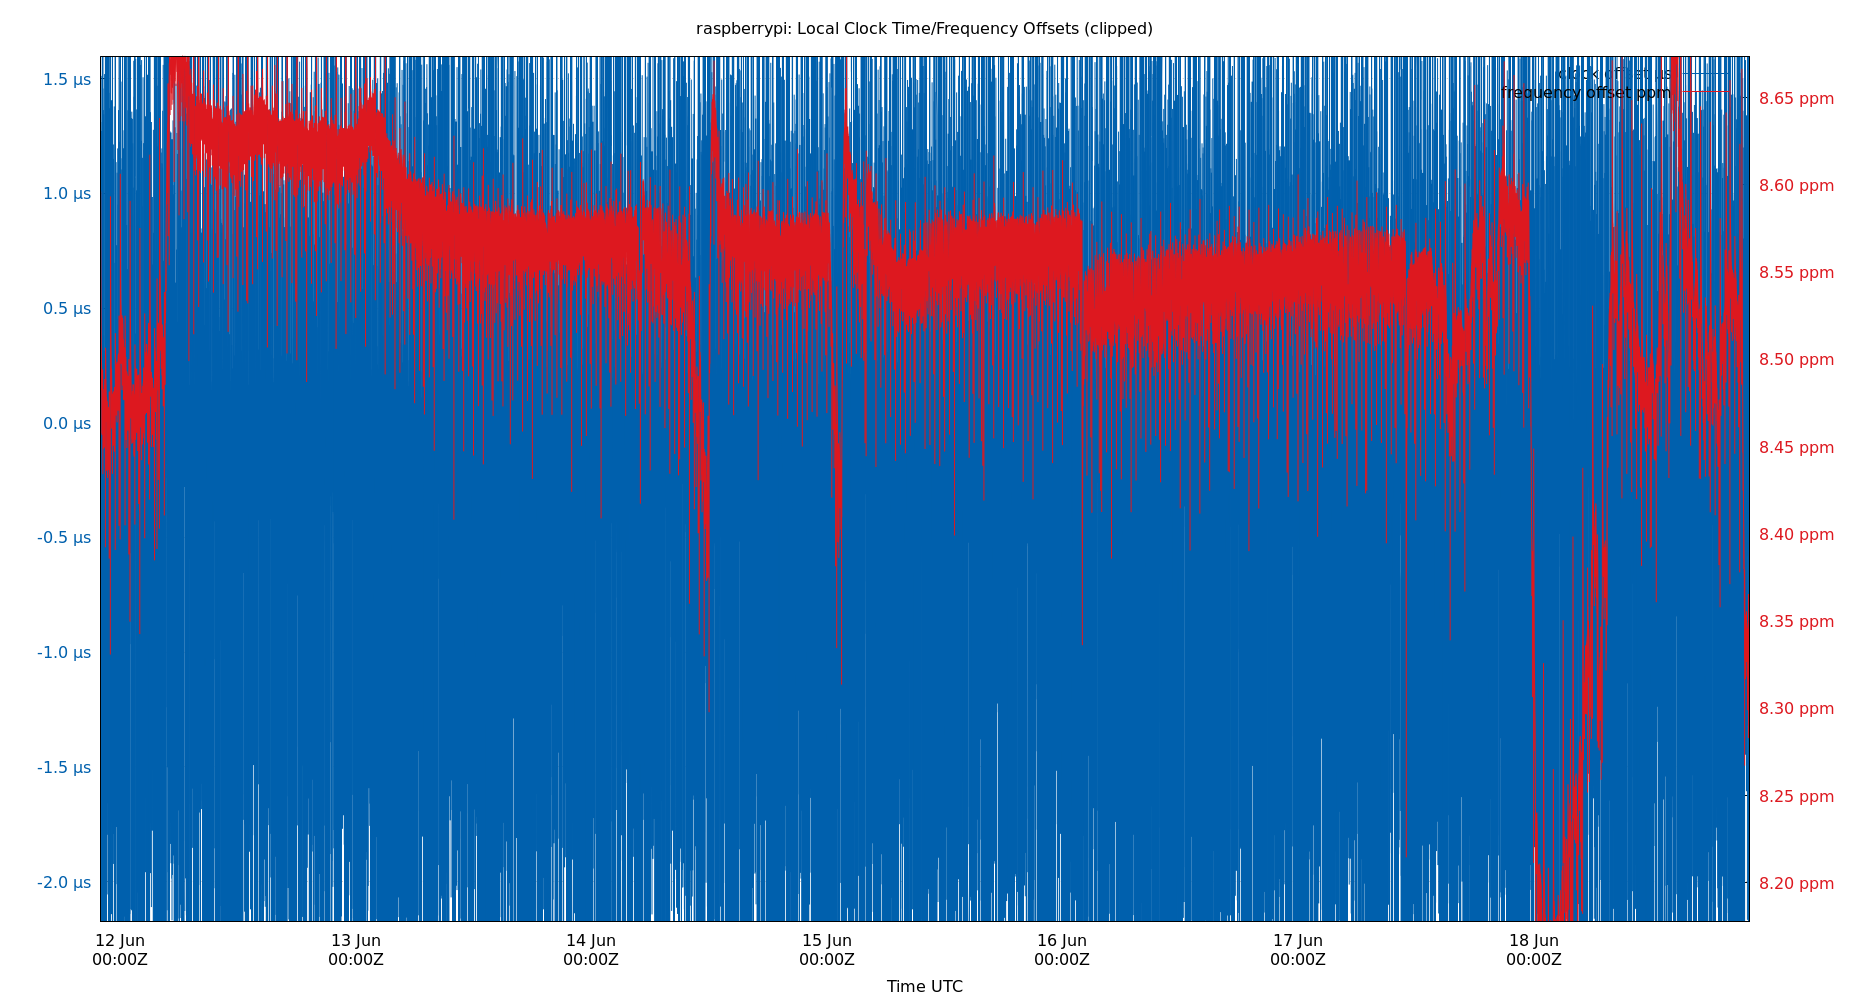 raspberrypi: Local Clock Time/Frequency Offsets (clipped)
clock offset µs
frequency offset ppm
1.5 µs
1.0 µs
0.5 µs
0.0 µs
-0.5 µs
-1.0 µs
-1.5 µs
-2.0 µs
8.65 ppm
8.60 ppm
8.55 ppm
8.50 ppm
8.45 ppm
8.40 ppm
8.35 ppm
8.30 ppm
8.25 ppm
8.20 ppm
12 Jun 13 Jun 14 Jun 15 Jun 16 Jun 17 Jun 18 Jun
00:00Z 00:00Z 00:00Z 00:00Z 00:00Z 00:00Z 00:00Z
Time UTC